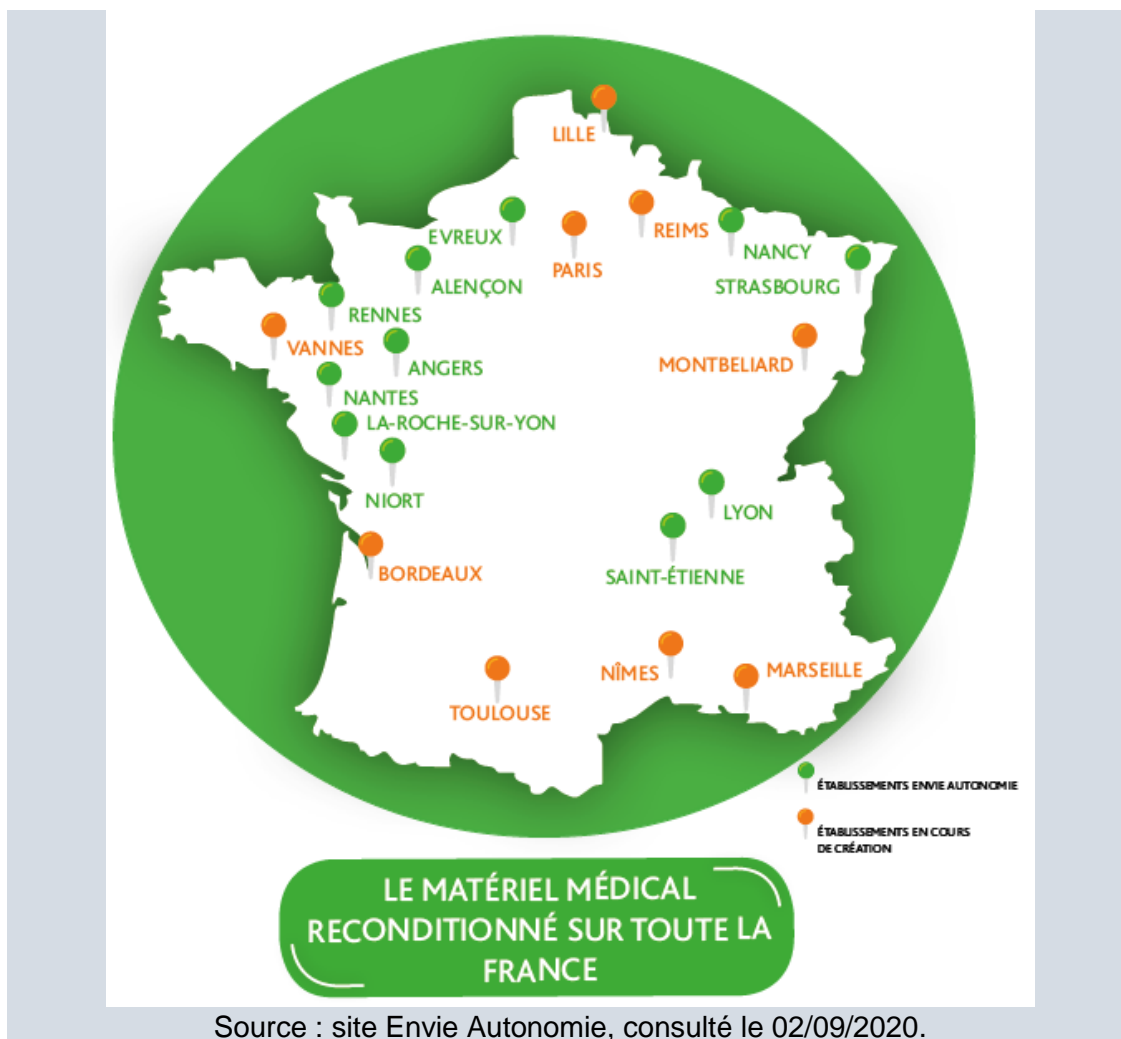 LILLE
EVREUX
REIMS
PARIS
NANCY
ALENÇON
STRASBOURG
RENNES
VANNES
ANGERS
MONTBELIARD
NANTES
LA-ROCHE-SUR-YON
NIORT
LYON
BORDEAUX
SAINT-ÉTIENNE
NÎMES
MARSEILLE
TOULOUSE
ÉTABLISSEMENTS ENVIE AUTONOMIE
ÉTABLISSEMENTS EN COURS
DE CRÉATION
LE MATÉRIEL MÉDICAL
RECONDITIONNÉ SUR TOUTE LA
FRANCE
Source : site Envie Autonomie, consulté le 02/09/2020.